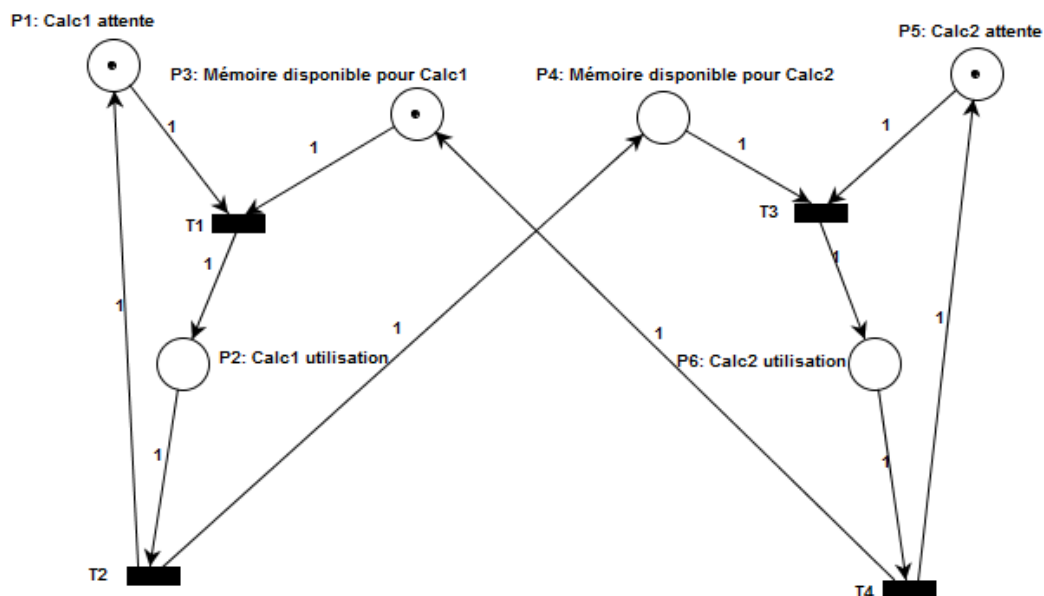 P1: Calc1 attente
P5: Calc2 attente
P3: Mémoire disponible pour Calc1
P4: Mémoire disponible pour Calc2
1
1
1
1
T1
T3
1
1
1
1
1
1
P2: Calc1 utilisation
P6: Calc2 utilisation
1
1
T2
T4